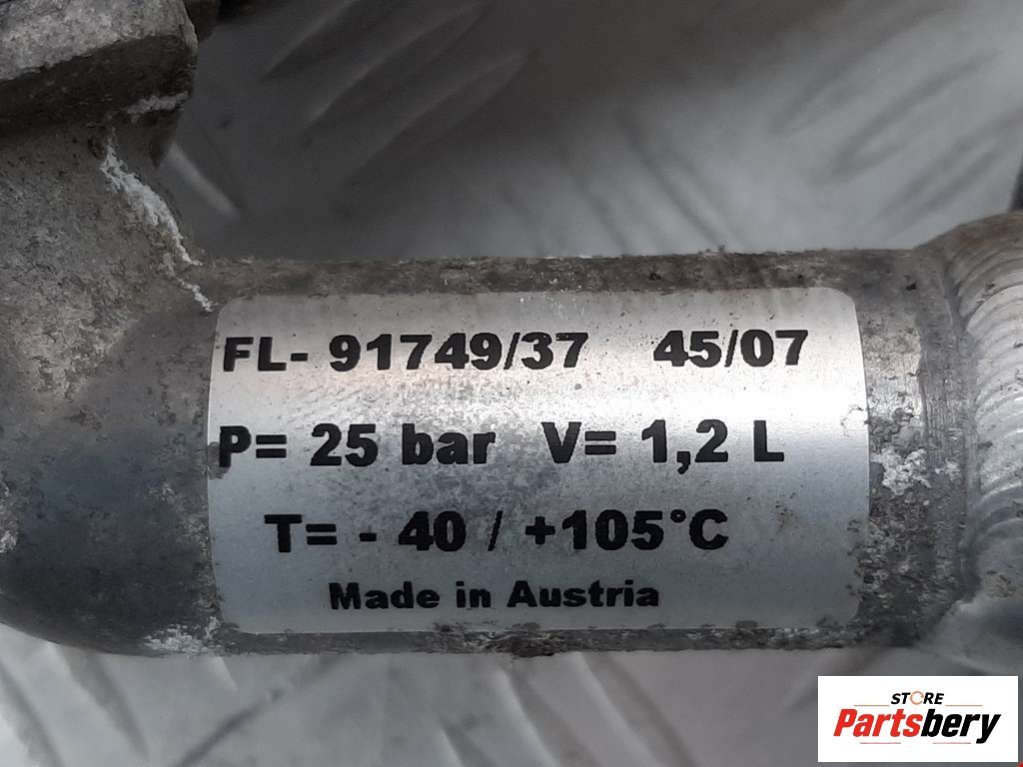 FL- 91749/37 45/07
P= 25 bar V= 1,2 L
T= - 40 / +105°C
Made in Austria
STORE
Partsbery